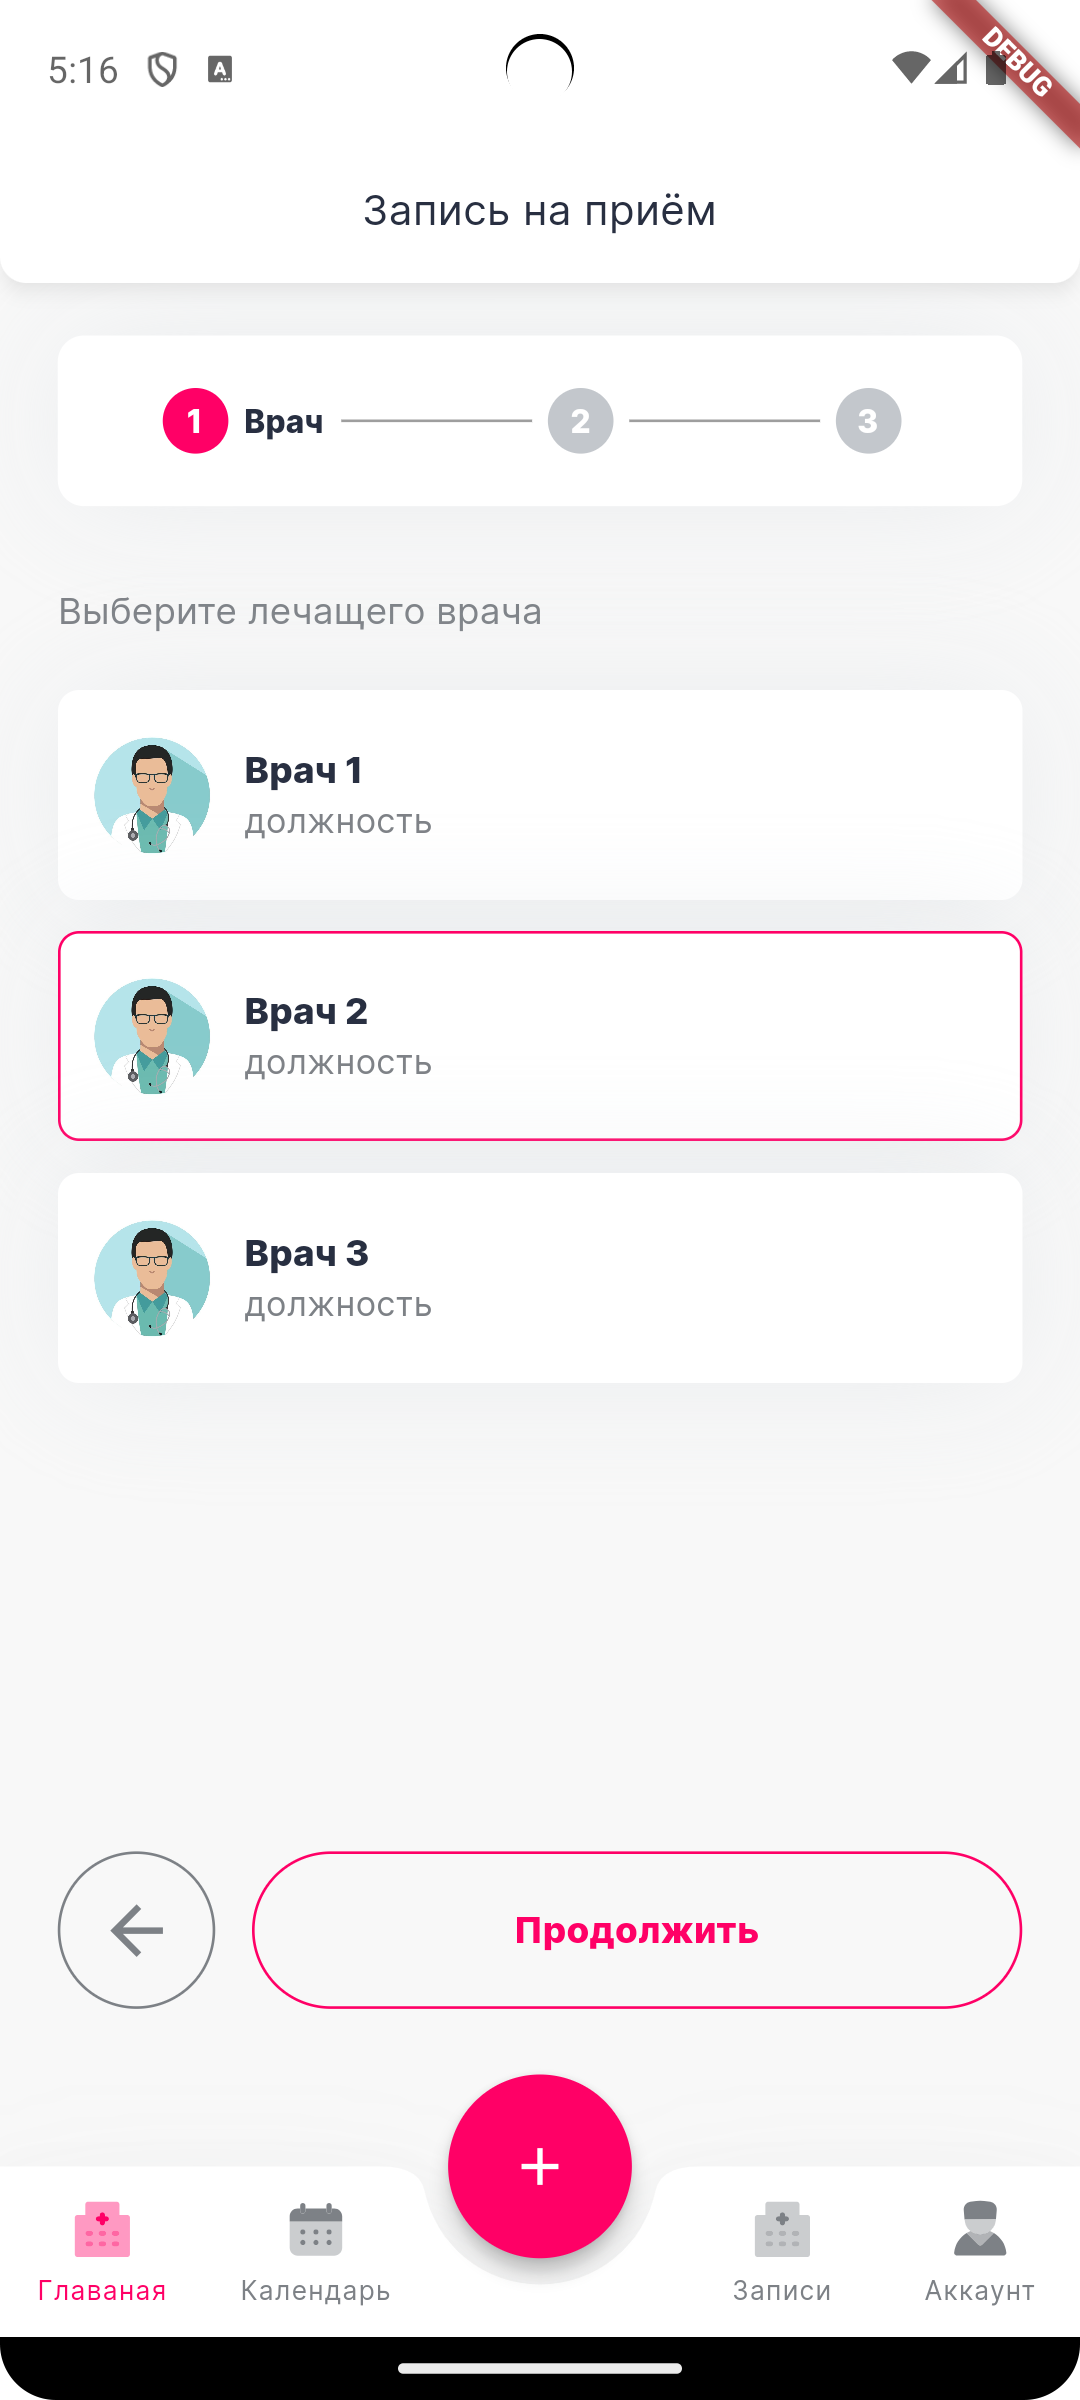 5:16
DEBUG
Запись на приём
1 Врач 2 3
Выберите лечащего врача
Врач 1
должность
Врач 2
должность
Врач 3
должность
Продолжить
Главаная Календарь Записи Аккаунт